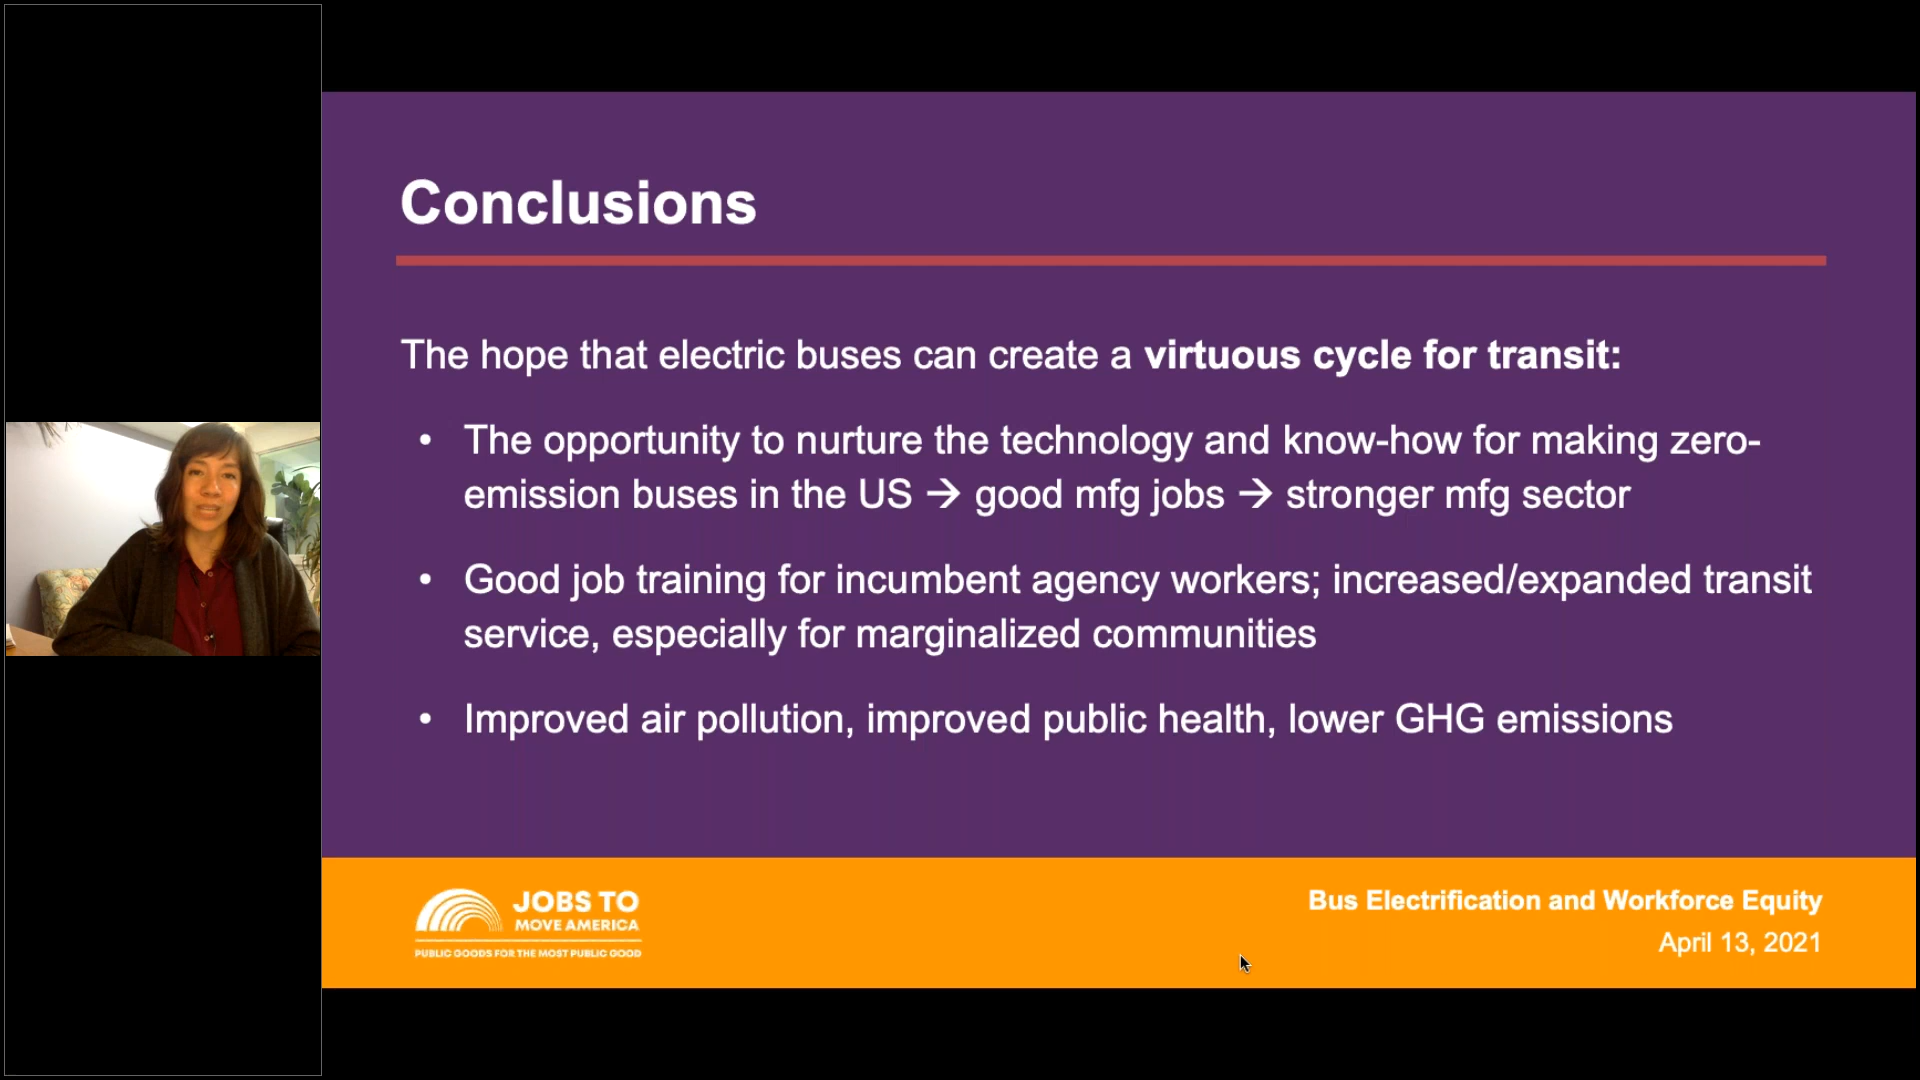 Conclusions
The hope that electric buses can create a virtuous cycle for transit:
• The opportunity to nurture the technology and know-how for making zero-
emission buses in the US → good mfg jobs → stronger mfg sector
• Good job training for incumbent agency workers; increased/expanded transit
service, especially for marginalized communities
• Improved air pollution, improved public health, lower GHG emissions
JOBS TO
MOVE AMERICA
PUBLIC GOODS FOR THE MOST PUBLIC GOOD
Bus Electrification and Workforce Equity
April 13, 2021